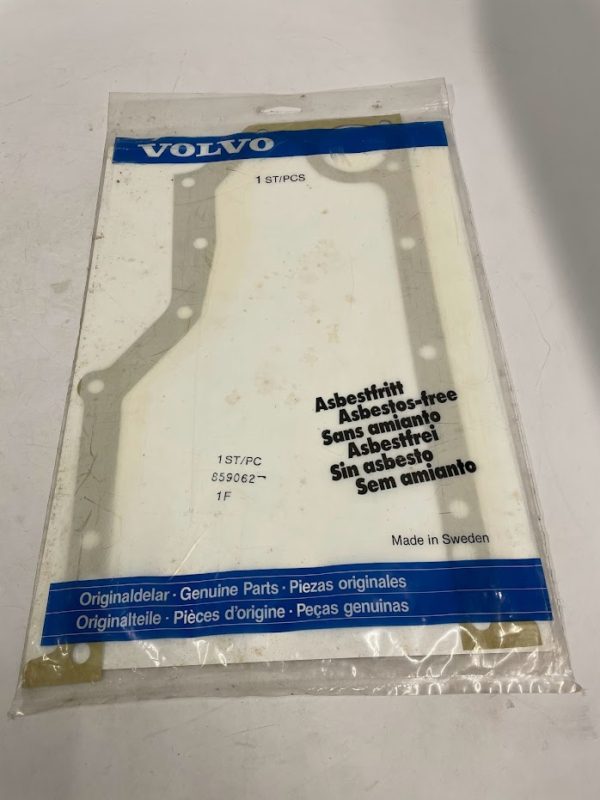 VOLVO
1 ST/PCS
Asbestfritt
Asbestos-free
Sans amianto
Asbestfrei
Sin asbesto
Sem amianto
1ST/PC
859062-
1F
Made in Sweden
Originaldelar · Genuine Parts · Piezas originales
Originalteile · Pièces d'origine · Peças genuinas